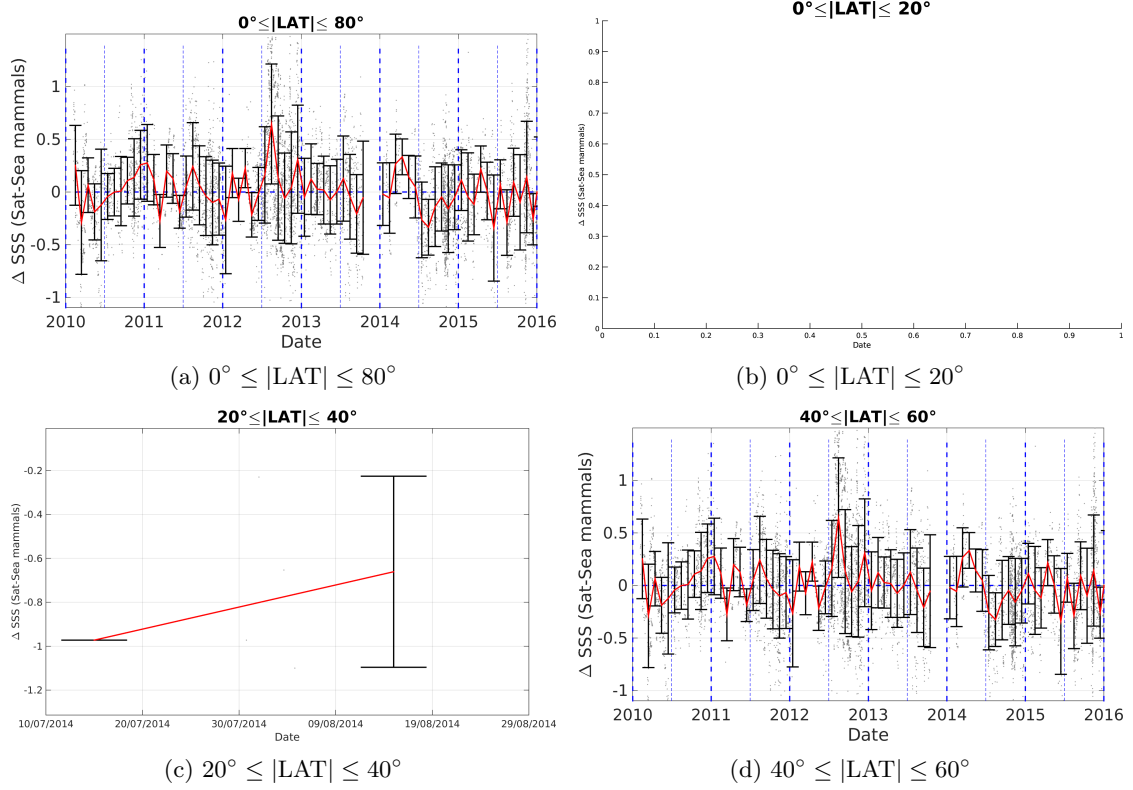 0°≤|LAT|≤ 80°
Δ SSS (Sat-Sea mammals)
1
0.5
0
-0.5
-1
2010 2011 2012 2013 2014 2015 2016
Date
(a) 0° ≤ |LAT| ≤ 80°
0°≤|LAT|≤ 20°
Δ SSS (Sat-Sea mammals)
1
0.9
0.8
0.7
0.6
0.5
0.4
0.3
0.2
0.1
0
0 0.1 0.2 0.3 0.4 0.5 0.6 0.7 0.8 0.9 1
Date
(b) 0° ≤ |LAT| ≤ 20°
20°≤|LAT|≤ 40°
Δ SSS (Sat-Sea mammals)
-0.2
-0.4
-0.6
-0.8
-1
-1.2
10/07/2014 20/07/2014 30/07/2014 09/08/2014 19/08/2014 29/08/2014
Date
(c) 20° ≤ |LAT| ≤ 40°
40°≤|LAT|≤ 60°
Δ SSS (Sat-Sea mammals)
1
0.5
0
-0.5
-1
2010 2011 2012 2013 2014 2015 2016
Date
(d) 40° ≤ |LAT| ≤ 60°